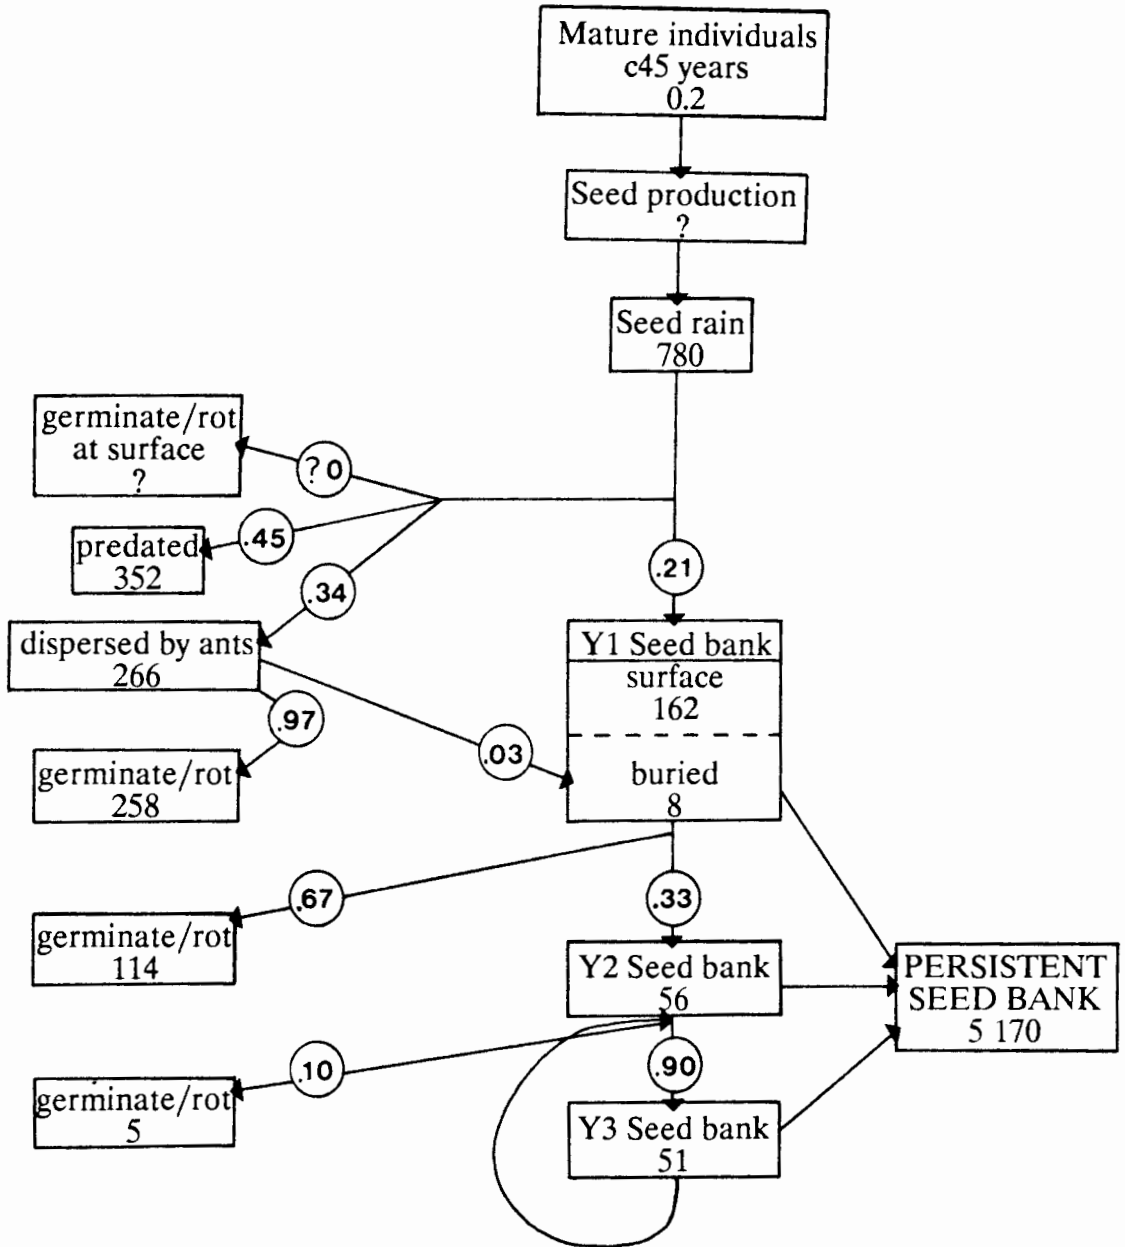 Mature individuals
c45 years
0.2
Seed production
?
Seed rain
780
germinate/rot
at surface
?
?0
.45
predated
352
.34
.21
dispersed by ants
266
Y1 Seed bank
surface
162
.97
.03
germinate/rot
258
buried
8
.67
.33
germinate/rot
114
Y2 Seed bank
56
PERSISTENT
SEED BANK
5 170
.10
.90
germinate/rot
5
Y3 Seed bank
51